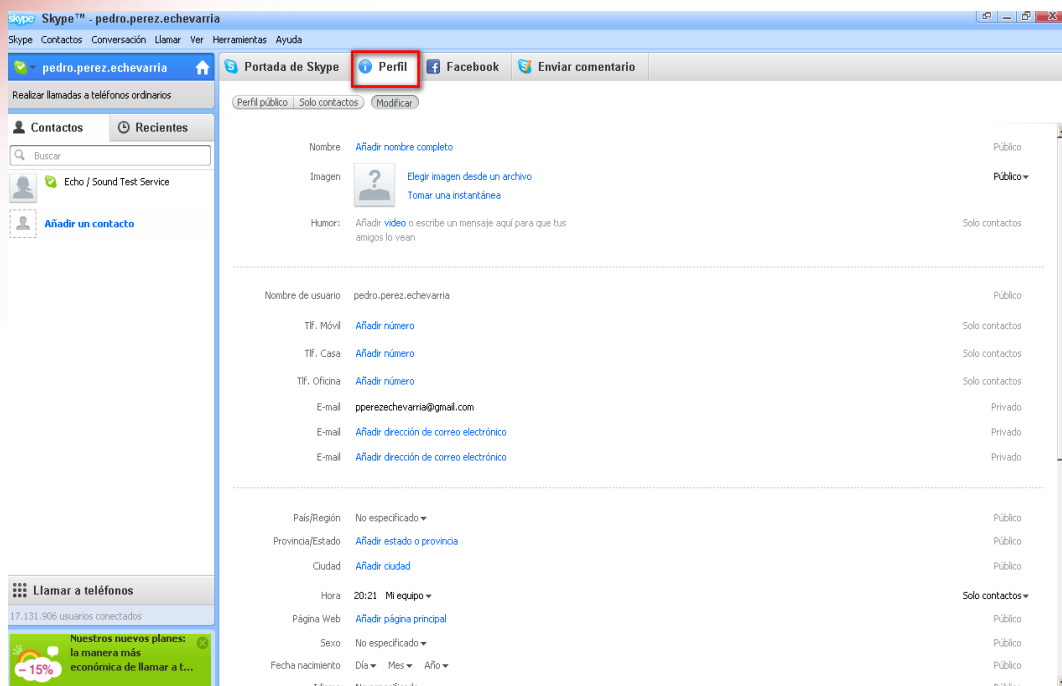 skype Skype™ - pedro.perez.echevarria
Skype Contactos Conversación Llamar Ver Herramientas Ayuda
pedro.perez.echevarria
Realizar llamadas a teléfonos ordinarios
Contactos Recientes
Buscar
Echo / Sound Test Service
Añadir un contacto
Llamar a teléfonos
17.131.906 usuarios conectados
Nuestros nuevos planes:
la manera más
económica de llamar a t...
- 15%
Portada de Skype Perfil Facebook Enviar comentario
Perfil público Solo contactos Modificar
Nombre Añadir nombre completo Público
Imagen Elegir imagen desde un archivo Público
Tomar una instantánea
Humor: Añadir video o escribe un mensaje aquí para que tus Solo contactos
amigos lo vean
Nombre de usuario pedro.perez.echevarria Público
Tlf. Móvil Añadir número Solo contactos
Tlf. Casa Añadir número Solo contactos
Tlf. Oficina Añadir número Solo contactos
E-mail pperezechevarria@gmail.com Privado
E-mail Añadir dirección de correo electrónico Privado
E-mail Añadir dirección de correo electrónico Privado
País/Región No especificado Público
Provincia/Estado Añadir estado o provincia Público
Ciudad Añadir ciudad Público
Hora 20:21 Mi equipo Solo contactos
Página Web Añadir página principal Público
Sexo No especificado Público
Fecha nacimiento Día Mes Año Público